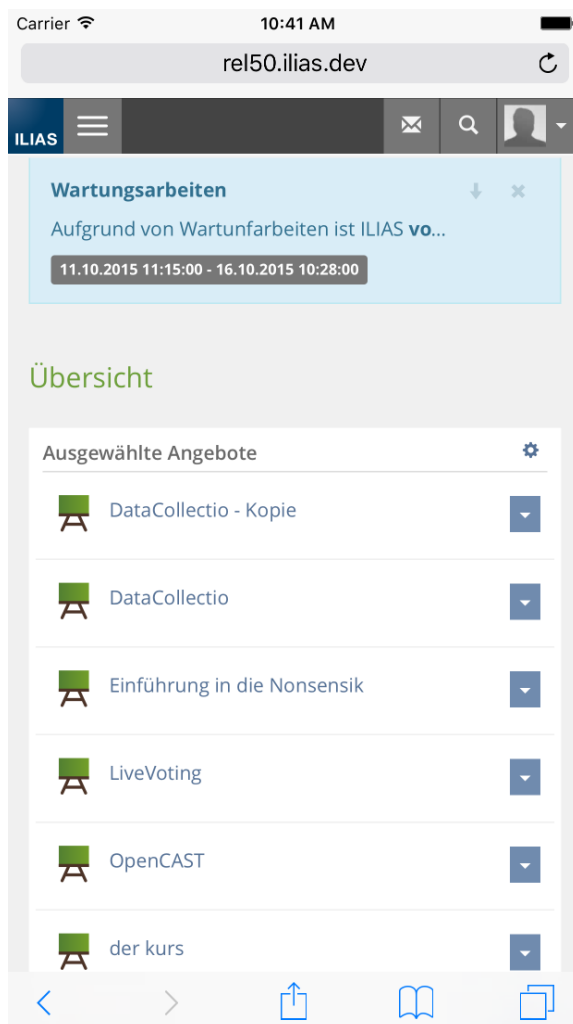 Carrier 10:41 AM
rel50.ilias.dev
ILIAS
Wartungsarbeiten
Aufgrund von Wartunfarbeiten ist ILIAS vo...
11.10.2015 11:15:00 - 16.10.2015 10:28:00
Übersicht
Ausgewählte Angebote
DataCollectio - Kopie
DataCollectio
Einführung in die Nonsensik
LiveVoting
OpenCAST
der kurs